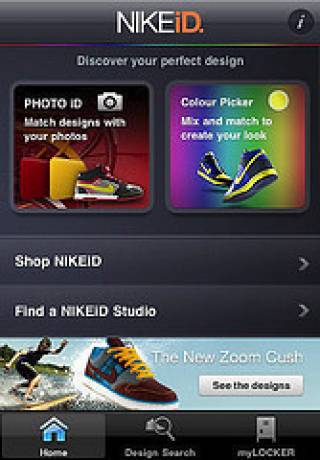 NIKEiD.
i
Discover your perfect design
PHOTO iD
Match designs with
your photos
Colour Picker
Mix and match to
create your look
Shop NIKEiD
Find a NIKEiD Studio
The New Zoom Cush
See the designs
Home
Design Search
myLOCKER